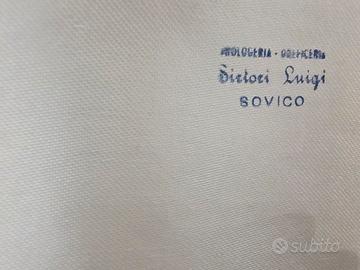 OROLOGERIA - OREFICERIA
Sirtori Luigi
SOVICO
subito